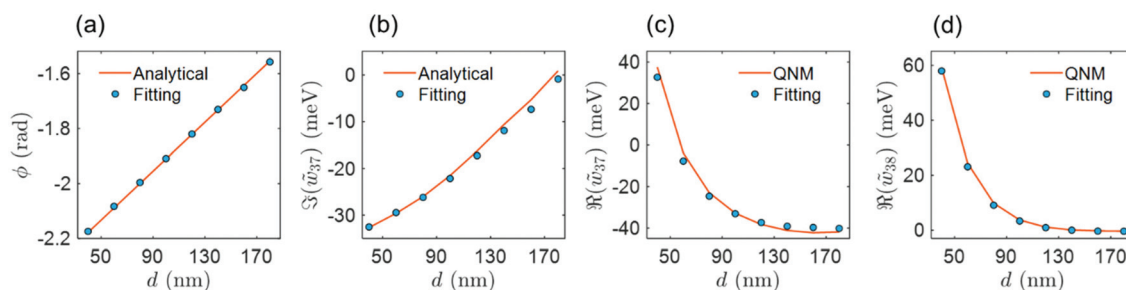 (a)
-1.6
-1.8
-2
-2.2
ϕ (rad)
Analytical
Fitting
50 90 130 170
d (nm)
(b)
0
-10
-20
-30
ℑ(w̃₃₇) (meV)
Analytical
Fitting
50 90 130 170
d (nm)
(c)
40
20
0
-20
-40
ℜ(w̃₃₇) (meV)
QNM
Fitting
50 90 130 170
d (nm)
(d)
60
40
20
0
ℜ(w̃₃₈) (meV)
QNM
Fitting
50 90 130 170
d (nm)